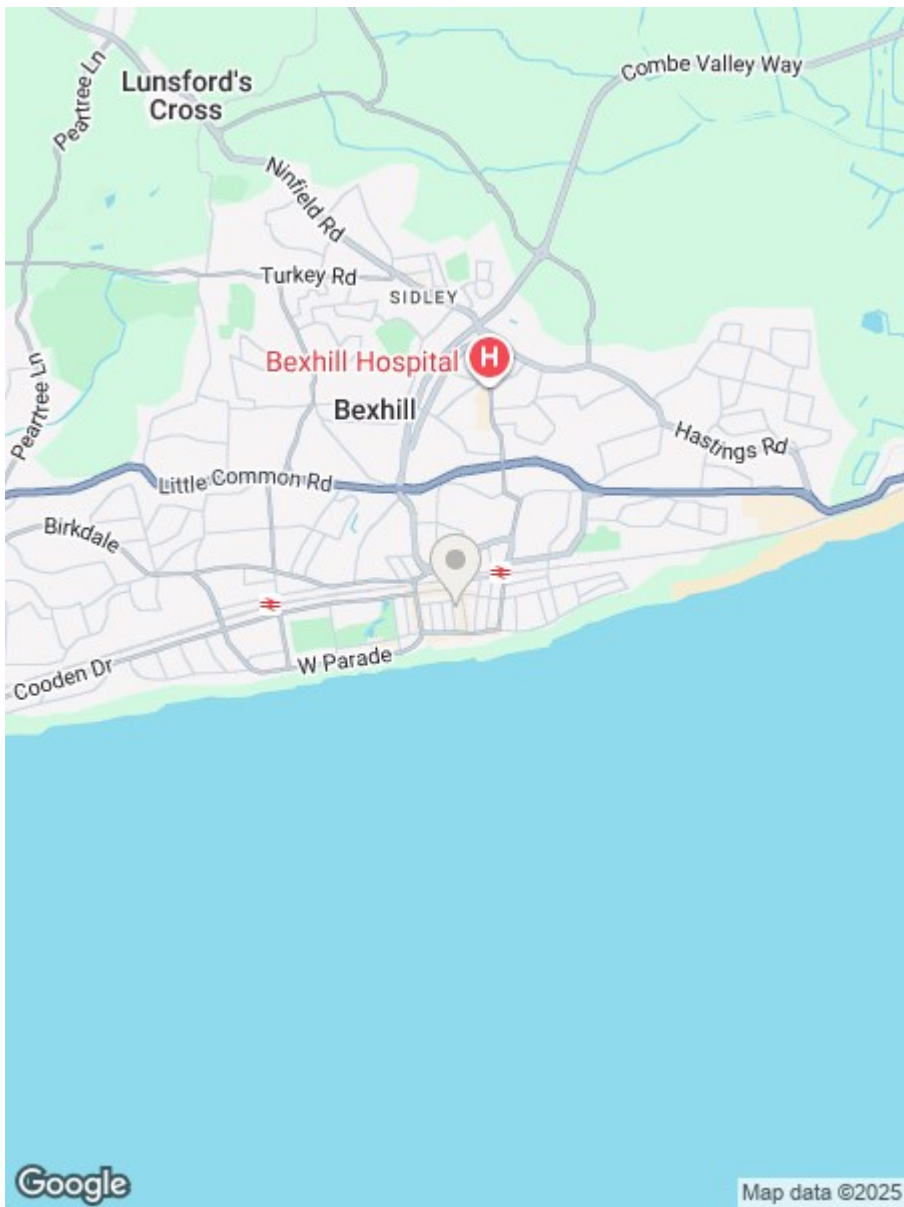 Combe Valley Way
Lunsford's
Cross
Peartree Ln
Ninfield Rd
Turkey Rd
SIDLEY
Bexhill Hospital
H
Peartree Ln
Bexhill
Hastings Rd
Little Common Rd
Birkdale
W Parade
Cooden Dr
Google
Map data ©2025